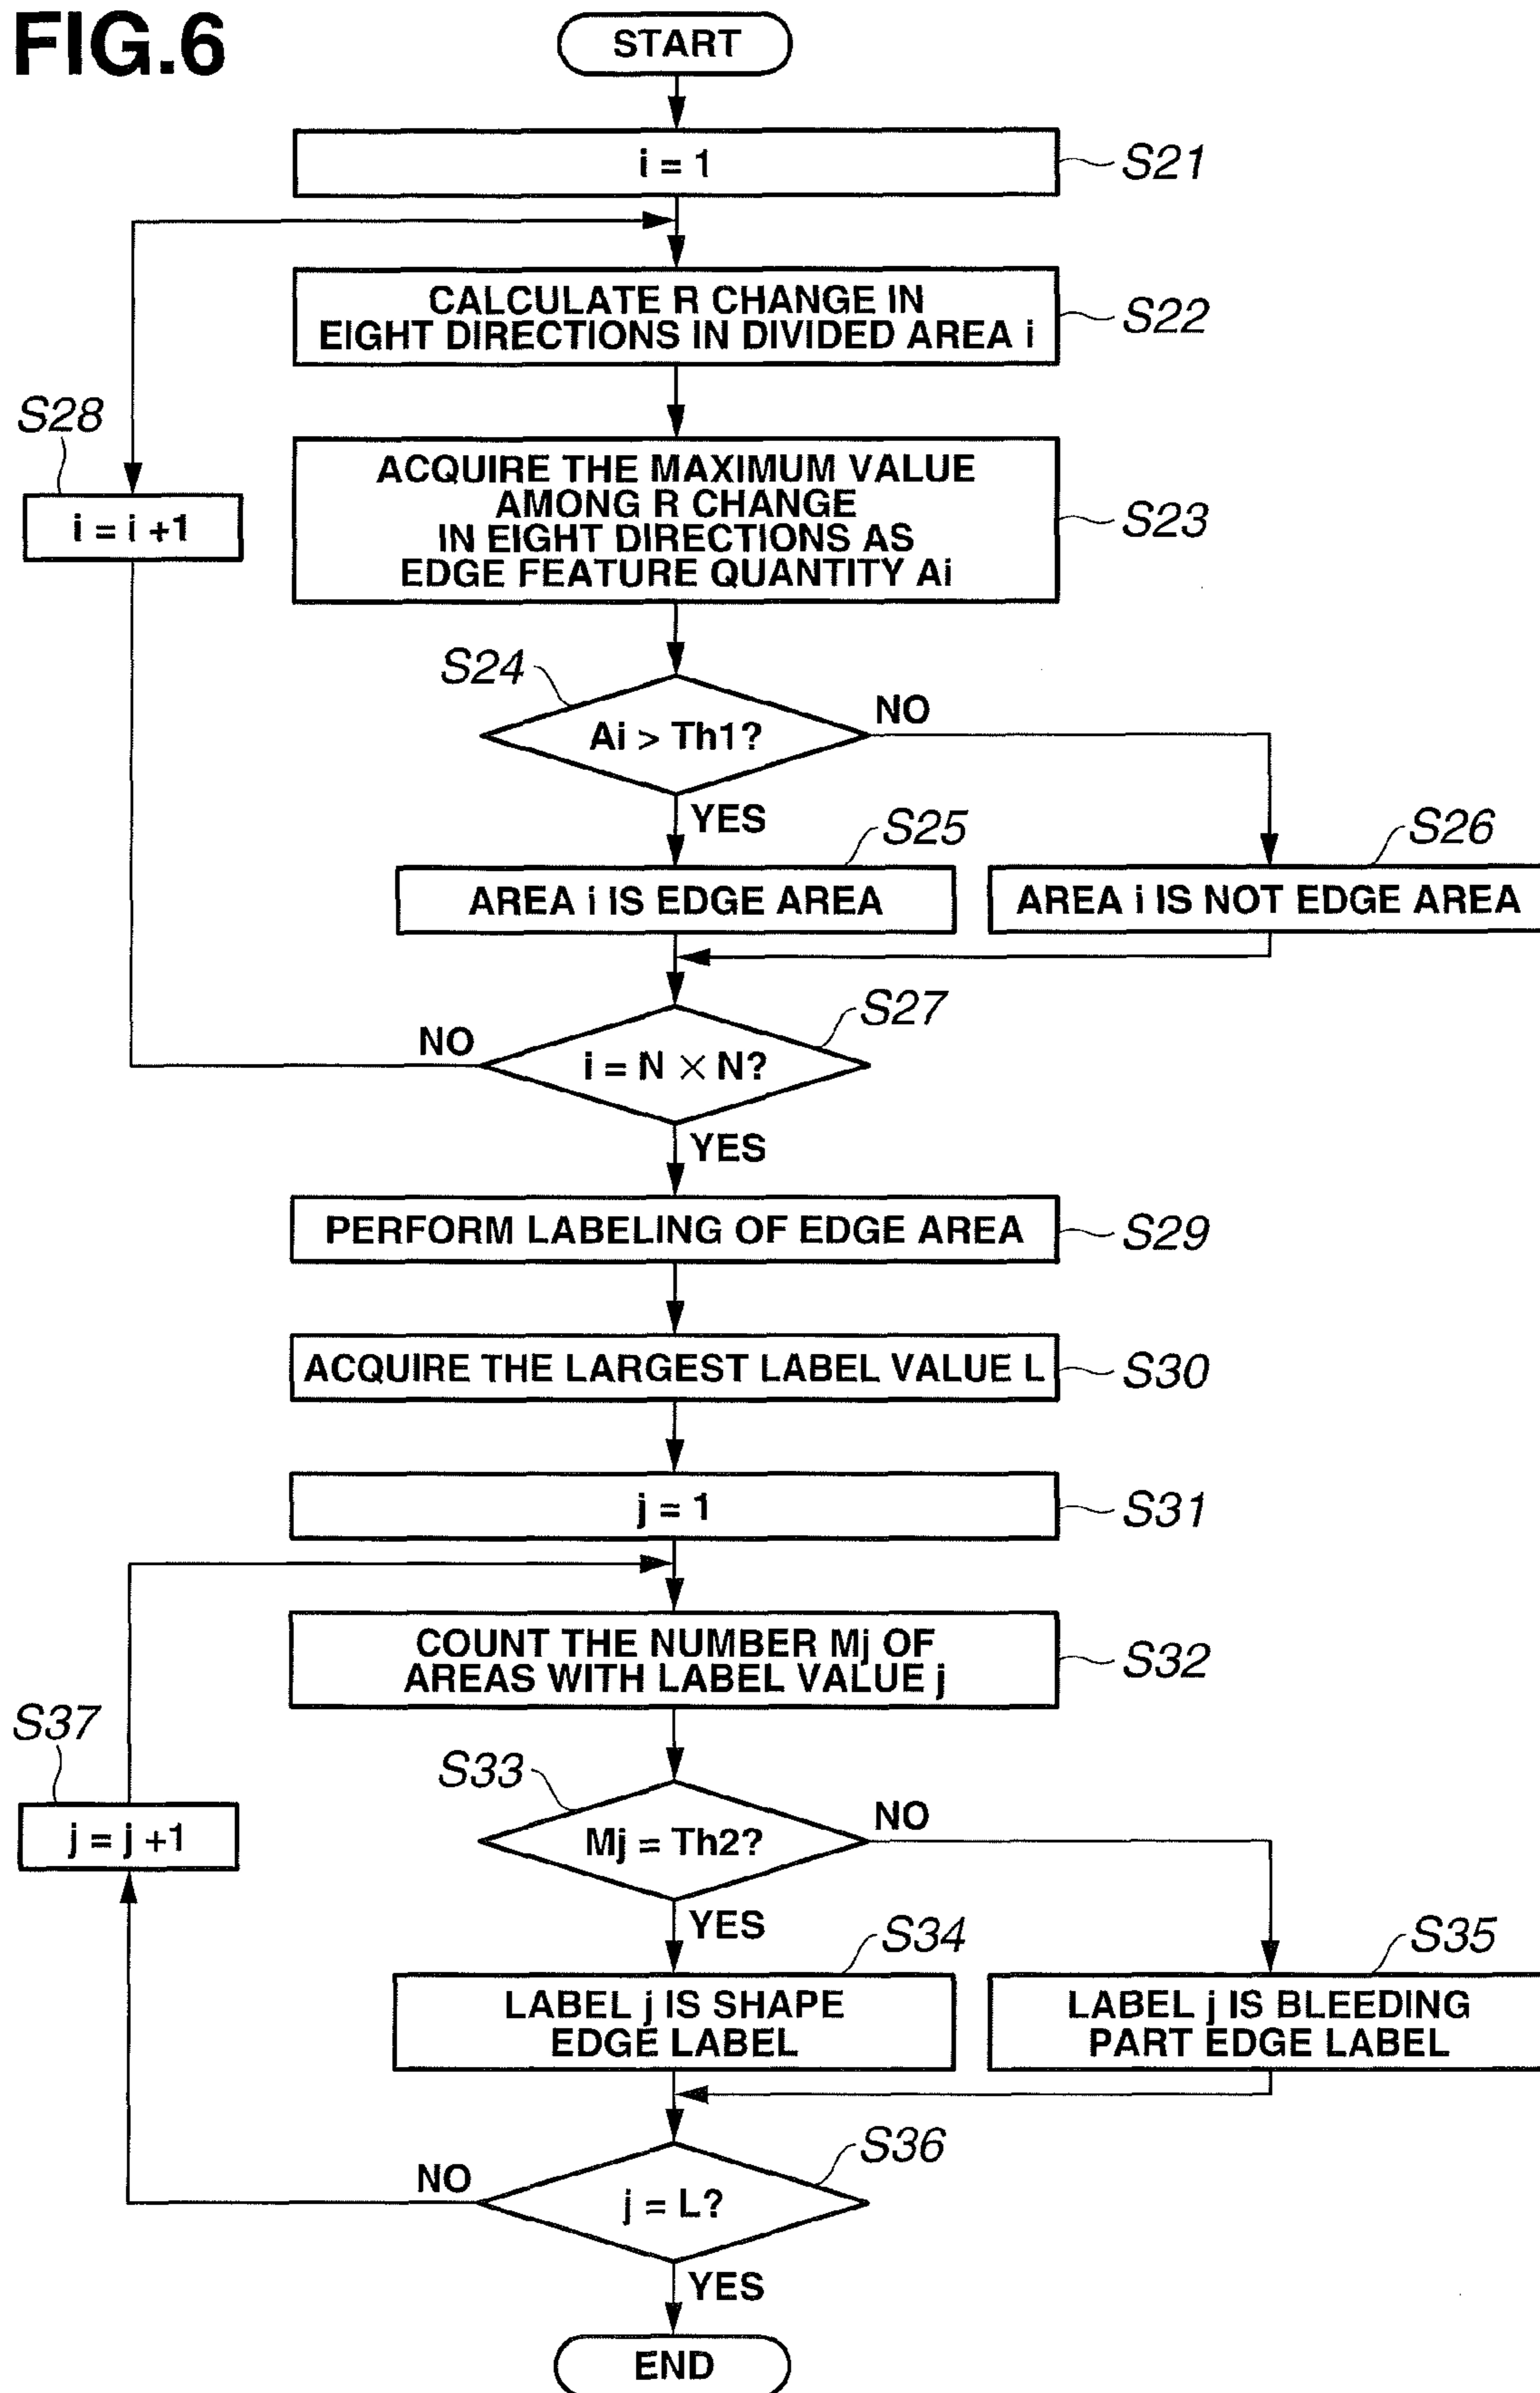 FIG.6
START
i = 1
S21
CALCULATE R CHANGE IN
EIGHT DIRECTIONS IN DIVIDED AREA i
S22
S28
i = i +1
ACQUIRE THE MAXIMUM VALUE
AMONG R CHANGE
IN EIGHT DIRECTIONS AS
EDGE FEATURE QUANTITY Ai
S23
S24
Ai > Th1?
NO
YES
S25
S26
AREA i IS EDGE AREA
AREA i IS NOT EDGE AREA
S27
NO
i = N × N?
YES
PERFORM LABELING OF EDGE AREA
S29
ACQUIRE THE LARGEST LABEL VALUE L
S30
j = 1
S31
COUNT THE NUMBER Mj OF
AREAS WITH LABEL VALUE j
S32
S37
j = j +1
S33
Mj = Th2?
NO
YES
S34
S35
LABEL j IS SHAPE
EDGE LABEL
LABEL j IS BLEEDING
PART EDGE LABEL
S36
NO
j = L?
YES
END